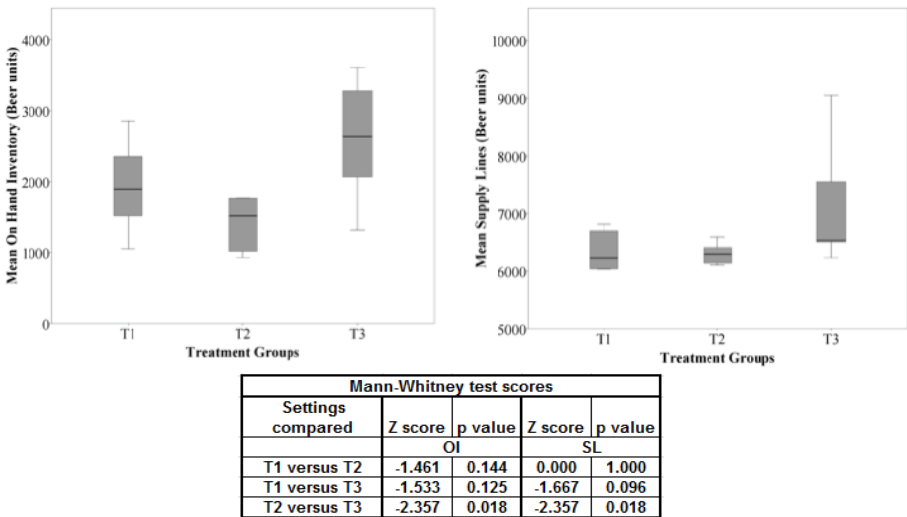 Mean On Hand Inventory (Beer units)
4000
3000
2000
1000
0
T1 T2 T3
Treatment Groups
Mean Supply Lines (Beer units)
10000
9000
8000
7000
6000
5000
T1 T2 T3
Treatment Groups
Mann-Whitney test scores
Settings compared Z score p value Z score p value
OI SL
T1 versus T2 -1.461 0.144 0.000 1.000
T1 versus T3 -1.533 0.125 -1.667 0.096
T2 versus T3 -2.357 0.018 -2.357 0.018